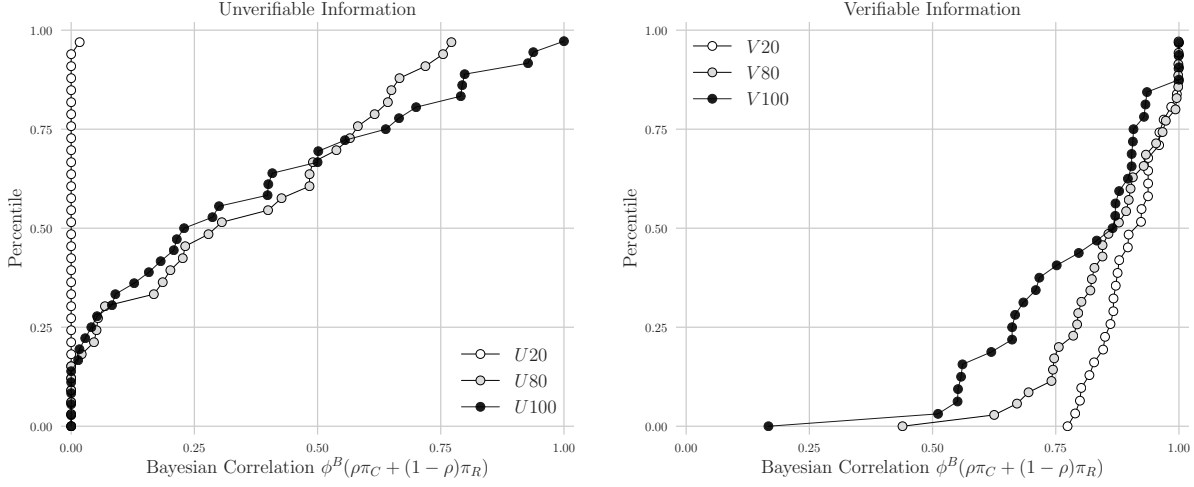 Unverifiable Information
1.00
0.75
0.50
0.25
0.00
Percentile
U20
U80
U100
0.00 0.25 0.50 0.75 1.00
Bayesian Correlation ϕ^B(ρπ_C + (1 − ρ)π_R)
Verifiable Information
1.00
0.75
0.50
0.25
0.00
Percentile
V20
V80
V100
0.00 0.25 0.50 0.75 1.00
Bayesian Correlation ϕ^B(ρπ_C + (1 − ρ)π_R)